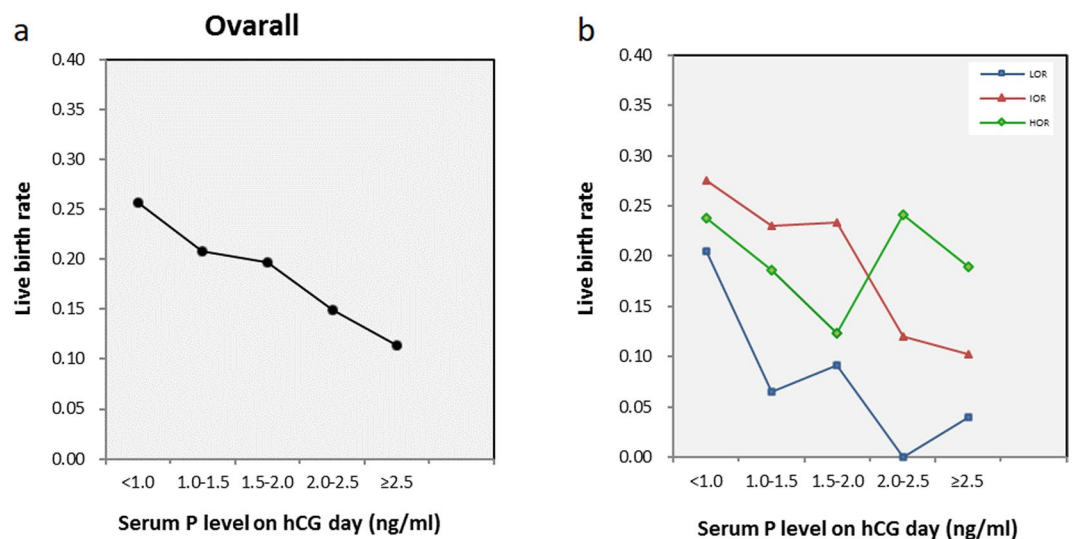 a
Ovarall
0.40
0.35
0.30
0.25
0.20
0.15
0.10
0.05
0.00
Live birth rate
<1.0 1.0-1.5 1.5-2.0 2.0-2.5 ≥2.5
Serum P level on hCG day (ng/ml)
b
0.40
0.35
0.30
0.25
0.20
0.15
0.10
0.05
0.00
Live birth rate
LOR
IOR
HOR
<1.0 1.0-1.5 1.5-2.0 2.0-2.5 ≥2.5
Serum P level on hCG day (ng/ml)